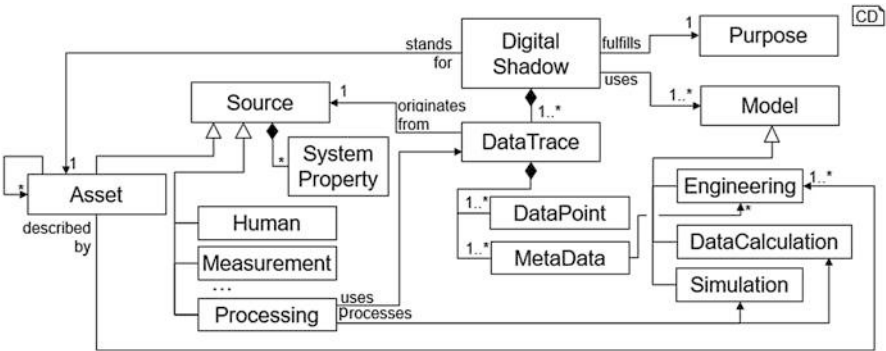 CD
stands
for
Digital
Shadow
fulfills
1
Purpose
uses
1..*
Model
Source
1
originates
from
1..*
DataTrace
*
System
Property
1
*
Asset
described
by
Human
Measurement
...
Processing
uses
processes
1..*
DataPoint
1..*
MetaData
Engineering
1..*
*
DataCalculation
Simulation